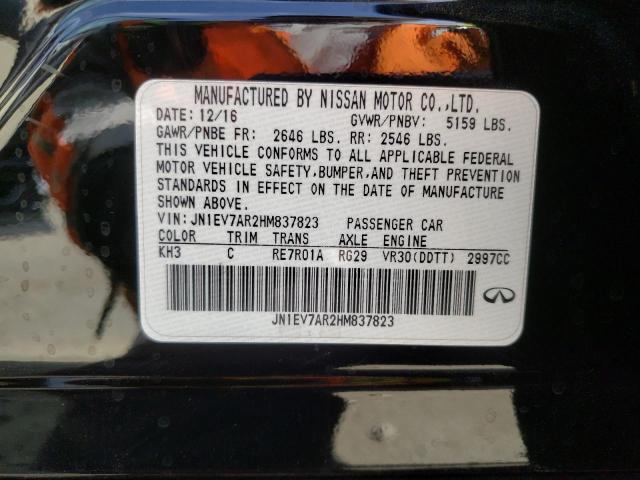 MANUFACTURED BY NISSAN MOTOR CO.,LTD.
DATE: 12/16 GVWR/PNBV: 5159 LBS.
GAWR/PNBE FR: 2646 LBS. RR: 2546 LBS.
THIS VEHICLE CONFORMS TO ALL APPLICABLE FEDERAL
MOTOR VEHICLE SAFETY,BUMPER,AND THEFT PREVENTION
STANDARDS IN EFFECT ON THE DATE OF MANUFACTURE
SHOWN ABOVE.
VIN: JN1EV7AR2HM837823 PASSENGER CAR
COLOR TRIM TRANS AXLE ENGINE
KH3 C RE7R01A RG29 VR30(DDTT) 2997CC
JN1EV7AR2HM837823